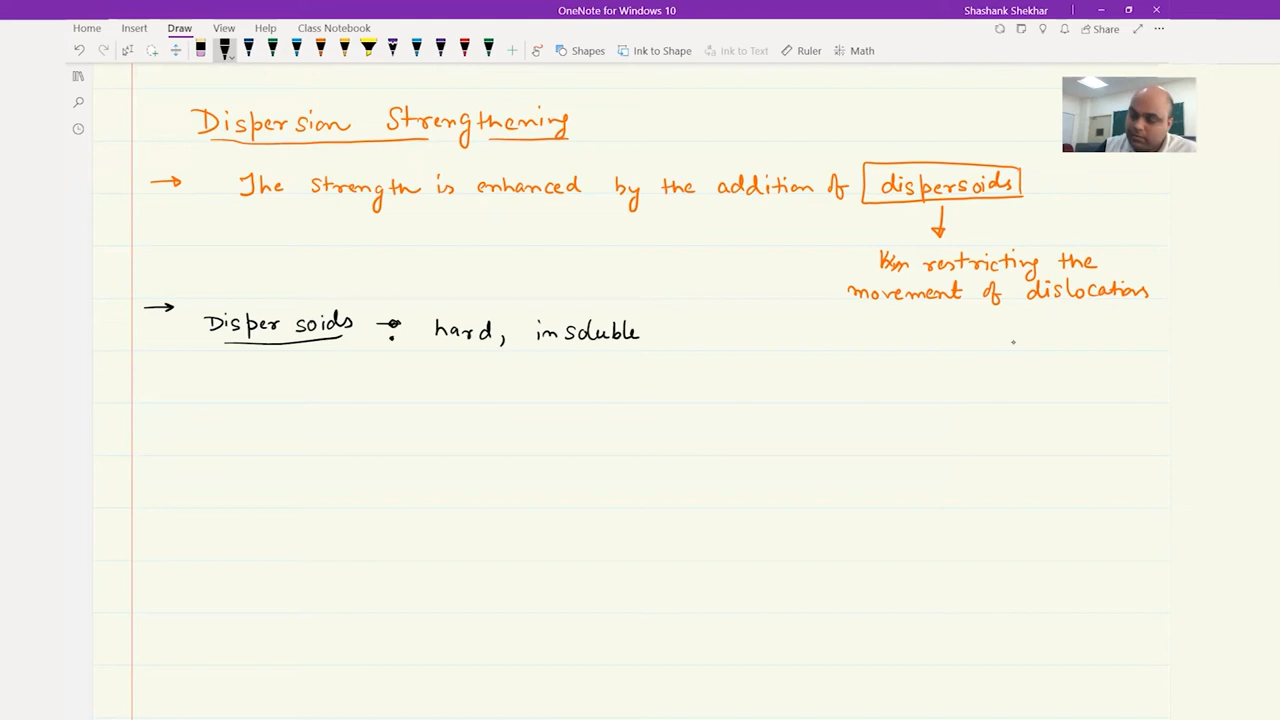 OneNote for Windows 10
Shashank Shekhar
Home Insert Draw View Help Class Notebook
Share
Shapes Ink to Shape Ink to Text Ruler Math
Dispersion Strengthening
→ The strength is enhanced by the addition of dispersoids
restricting the
movement of dislocations
→ Dispersoids : hard, insoluble